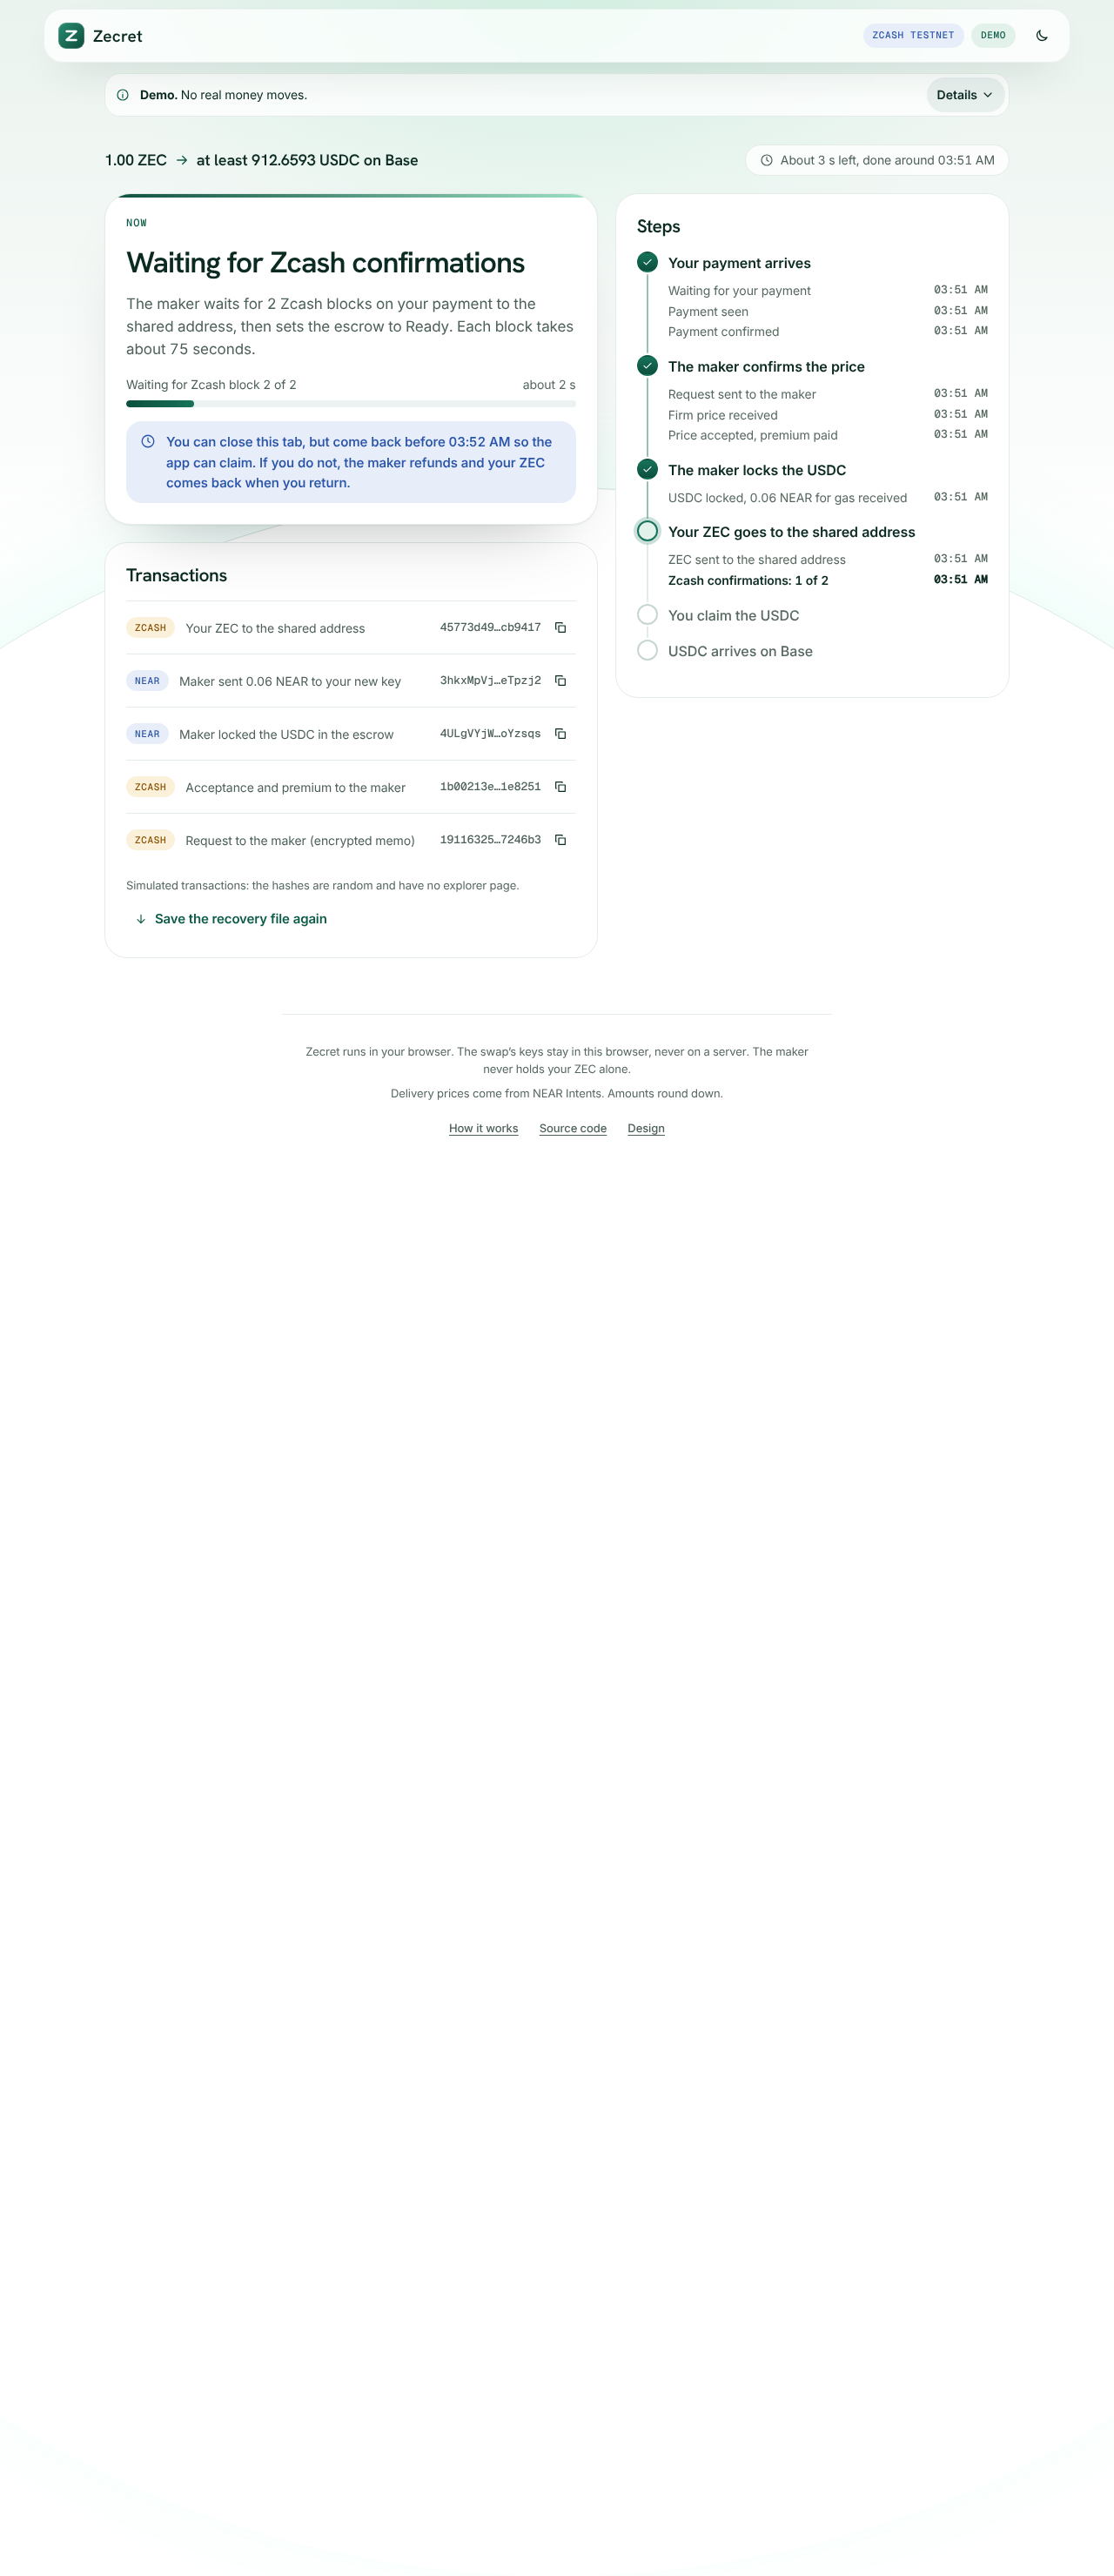 Zecret
ZCASH TESTNET
DEMO
Demo. No real money moves.
Details
1.00 ZEC → at least 912.6593 USDC on Base
About 3 s left, done around 03:51 AM
NOW
Waiting for Zcash confirmations
The maker waits for 2 Zcash blocks on your payment to the
shared address, then sets the escrow to Ready. Each block takes
about 75 seconds.
Waiting for Zcash block 2 of 2
about 2 s
You can close this tab, but come back before 03:52 AM so the
app can claim. If you do not, the maker refunds and your ZEC
comes back when you return.
Transactions
ZCASH Your ZEC to the shared address 45773d49…cb9417
NEAR Maker sent 0.06 NEAR to your new key 3hkxMpVj…eTpzj2
NEAR Maker locked the USDC in the escrow 4ULgVYjW…oYzsqs
ZCASH Acceptance and premium to the maker 1b00213e…1e8251
ZCASH Request to the maker (encrypted memo) 19116325…7246b3
Simulated transactions: the hashes are random and have no explorer page.
Save the recovery file again
Steps
Your payment arrives
Waiting for your payment 03:51 AM
Payment seen 03:51 AM
Payment confirmed 03:51 AM
The maker confirms the price
Request sent to the maker 03:51 AM
Firm price received 03:51 AM
Price accepted, premium paid 03:51 AM
The maker locks the USDC
USDC locked, 0.06 NEAR for gas received 03:51 AM
Your ZEC goes to the shared address
ZEC sent to the shared address 03:51 AM
Zcash confirmations: 1 of 2 03:51 AM
You claim the USDC
USDC arrives on Base
Zecret runs in your browser. The swap's keys stay in this browser, never on a server. The maker
never holds your ZEC alone.
Delivery prices come from NEAR Intents. Amounts round down.
How it works Source code Design